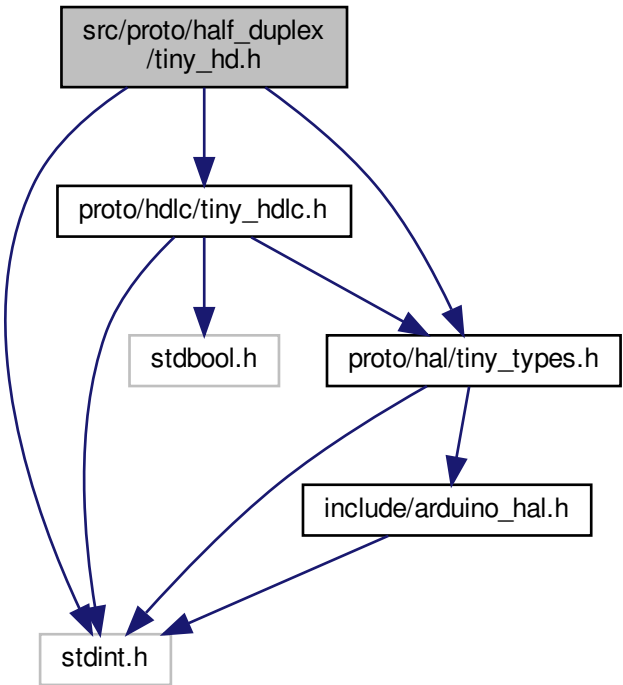 src/proto/half_duplex
/tiny_hd.h
proto/hdlc/tiny_hdlc.h
stdbool.h
proto/hal/tiny_types.h
include/arduino_hal.h
stdint.h